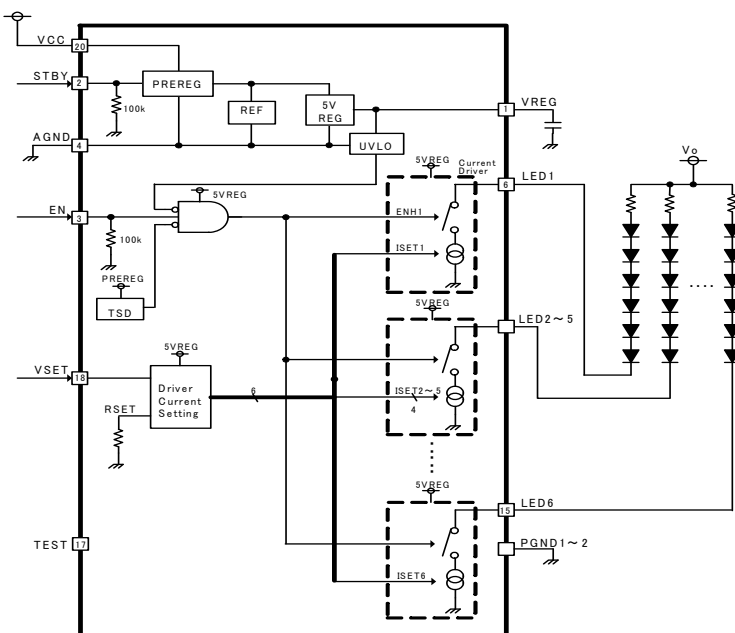 VCC
20
STBY
2
PREREG
100k
REF
5V
REG
1
VREG
AGND
4
UVLO
5VREG
Current
Driver
6
LED1
Vo
EN
3
5VREG
100k
ENH1
ISET1
PREREG
TSD
5VREG
LED2～5
VSET
18
5VREG
Driver
Current
Setting
RSET
6
ISET2～5
4
5VREG
15
LED6
TEST
17
PGND1～2
ISET6